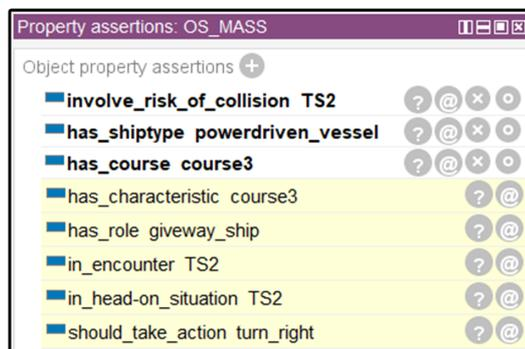 Property assertions: OS_MASS
Object property assertions
involve_risk_of_collision TS2
has_shiptype powerdriven_vessel
has_course course3
has_characteristic course3
has_role giveway_ship
in_encounter TS2
in_head-on_situation TS2
should_take_action turn_right